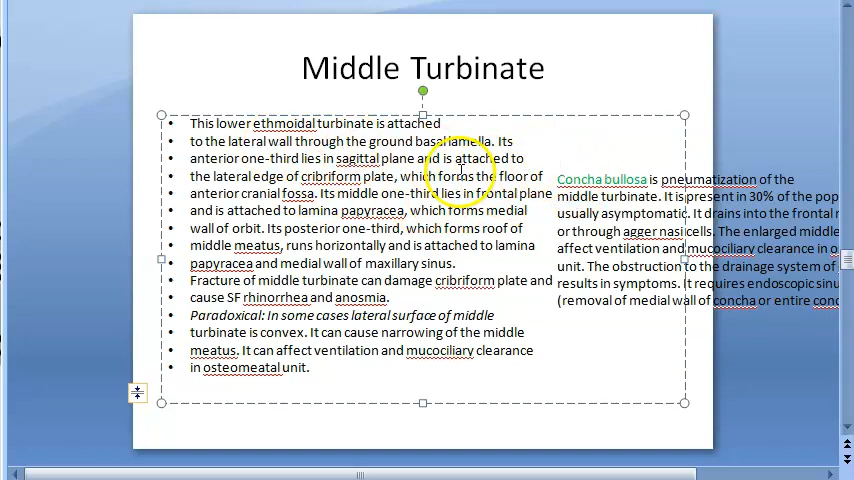 Middle Turbinate
• This lower ethmoidal turbinate is attached
• to the lateral wall through the ground basal lamella. Its
• anterior one-third lies in sagittal plane and is attached to
• the lateral edge of cribriform plate, which forms the floor of
• anterior cranial fossa. Its middle one-third lies in frontal plane
• and is attached to lamina papyracea, which forms medial
• wall of orbit. Its posterior one-third, which forms roof of
• middle meatus, runs horizontally and is attached to lamina
• papyracea and medial wall of maxillary sinus.
• Fracture of middle turbinate can damage cribriform plate and
• cause SF rhinorrhea and anosmia.
• Paradoxical: In some cases lateral surface of middle
• turbinate is convex. It can cause narrowing of the middle
• meatus. It can affect ventilation and mucociliary clearance
• in osteomeatal unit.
Concha bullosa is pneumatization of the
middle turbinate. It is present in 30% of the pop
usually asymptomatic. It drains into the frontal
or through agger nasi cells. The enlarged middle
affect ventilation and mucociliary clearance in
unit. The obstruction to the drainage system of
results in symptoms. It requires endoscopic sinu
(removal of medial wall of concha or entire conc